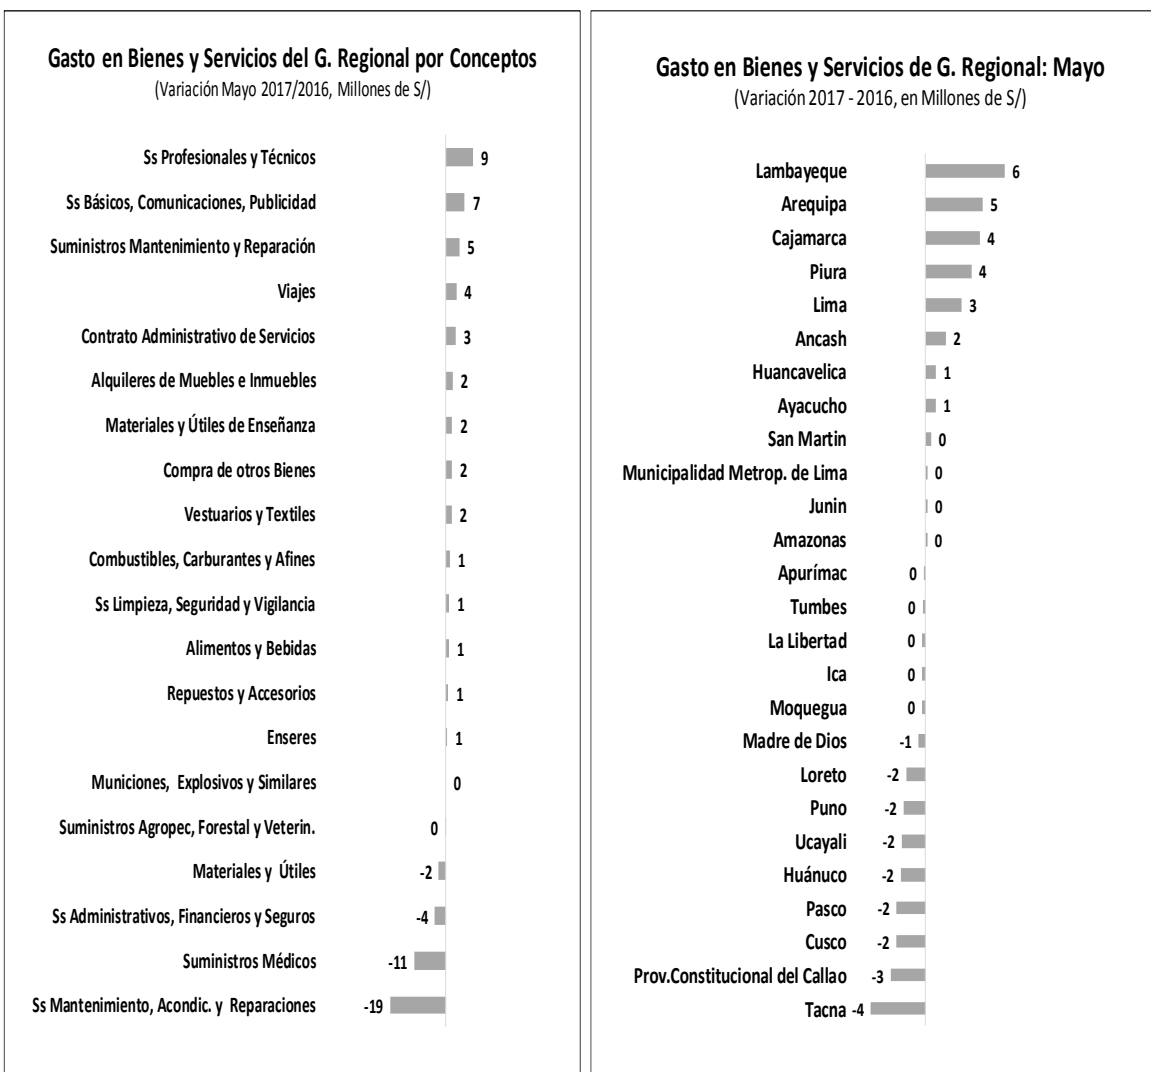 Gasto en Bienes y Servicios del G. Regional por Conceptos
(Variación Mayo 2017/2016, Millones de S/)
Ss Profesionales y Técnicos 9
Ss Básicos, Comunicaciones, Publicidad 7
Suministros Mantenimiento y Reparación 5
Viajes 4
Contrato Administrativo de Servicios 3
Alquileres de Muebles e Inmuebles 2
Materiales y Útiles de Enseñanza 2
Compra de otros Bienes 2
Vestuarios y Textiles 2
Combustibles, Carburantes y Afines 1
Ss Limpieza, Seguridad y Vigilancia 1
Alimentos y Bebidas 1
Repuestos y Accesorios 1
Enseres 1
Municiones, Explosivos y Similares 0
Suministros Agropec, Forestal y Veterin. 0
Materiales y Útiles -2
Ss Administrativos, Financieros y Seguros -4
Suministros Médicos -11
Ss Mantenimiento, Acondic. y Reparaciones -19
Gasto en Bienes y Servicios de G. Regional: Mayo
(Variación 2017 - 2016, en Millones de S/)
Lambayeque 6
Arequipa 5
Cajamarca 4
Piura 4
Lima 3
Ancash 2
Huancavelica 1
Ayacucho 1
San Martin 0
Municipalidad Metrop. de Lima 0
Junin 0
Amazonas 0
Apurímac 0
Tumbes 0
La Libertad 0
Ica 0
Moquegua 0
Madre de Dios -1
Loreto -2
Puno -2
Ucayali -2
Huánuco -2
Pasco -2
Cusco -2
Prov.Constitucional del Callao -3
Tacna -4